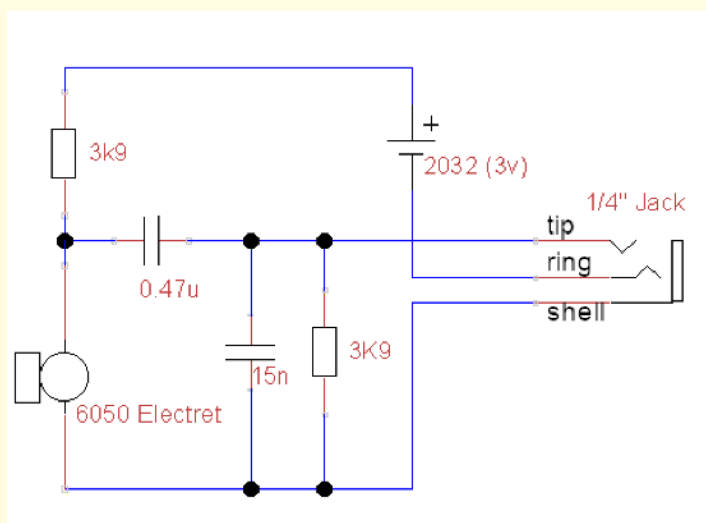 3k9
+
2032 (3v)
1/4" Jack
tip
ring
0.47u
shell
15n
3K9
6050 Electret